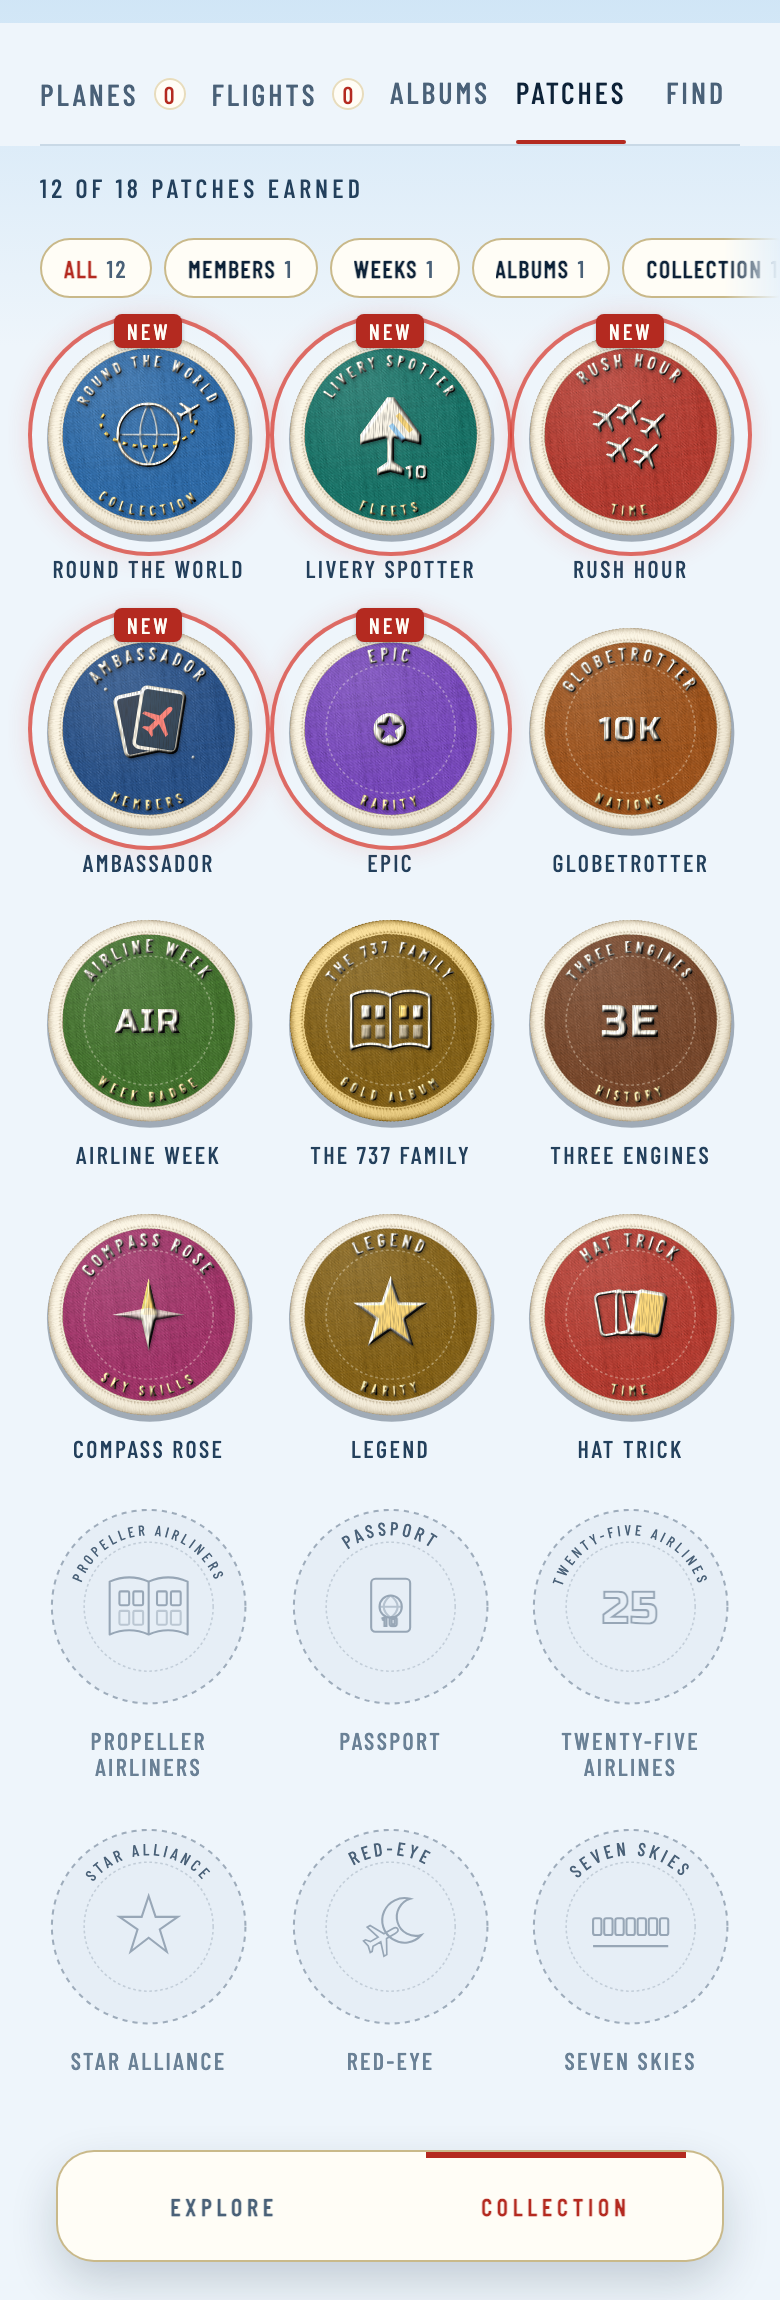 PLANES 0 FLIGHTS 0 ALBUMS PATCHES FIND
12 OF 18 PATCHES EARNED
ALL 12 MEMBERS 1 WEEKS 1 ALBUMS 1 COLLECTION 1
NEW NEW NEW
ROUND THE WORLD
COLLECTION
LIVERY SPOTTER
10
FLEETS
RUSH HOUR
TIME
ROUND THE WORLD LIVERY SPOTTER RUSH HOUR
NEW NEW
AMBASSADOR
MEMBERS
EPIC
RARITY
GLOBETROTTER
10K
NATIONS
AMBASSADOR EPIC GLOBETROTTER
AIRLINE WEEK
AIR
WEEK BADGE
THE 737 FAMILY
GOLD ALBUM
THREE ENGINES
3E
HISTORY
AIRLINE WEEK THE 737 FAMILY THREE ENGINES
COMPASS ROSE
SKY SKILLS
LEGEND
RARITY
HAT TRICK
TIME
COMPASS ROSE LEGEND HAT TRICK
PROPELLER AIRLINERS
PASSPORT
10
TWENTY-FIVE AIRLINES
25
PROPELLER
AIRLINERS
PASSPORT
TWENTY-FIVE
AIRLINES
STAR ALLIANCE
RED-EYE
SEVEN SKIES
STAR ALLIANCE RED-EYE SEVEN SKIES
EXPLORE COLLECTION